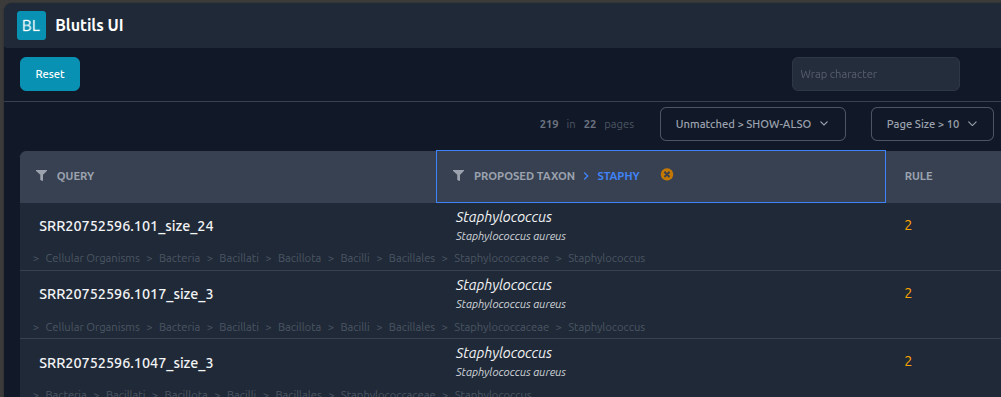 BL Blutils UI
Reset Wrap character
219 in 22 pages Unmatched > SHOW-ALSO Page Size > 10
QUERY PROPOSED TAXON > STAPHY RULE
Staphylococcus
SRR20752596.101_size_24 2
Staphylococcus aureus
> Cellular Organisms > Bacteria > Bacillati > Bacillota > Bacilli > Bacillales > Staphylococcaceae > Staphylococcus
Staphylococcus
SRR20752596.1017_size_3 2
Staphylococcus aureus
> Cellular Organisms > Bacteria > Bacillati > Bacillota > Bacilli > Bacillales > Staphylococcaceae > Staphylococcus
Staphylococcus
SRR20752596.1047_size_3 2
Staphylococcus aureus
> Bacteria > Bacillati > Bacillota > Bacilli > Bacillales > Staphylococcaceae > Staphylococcus